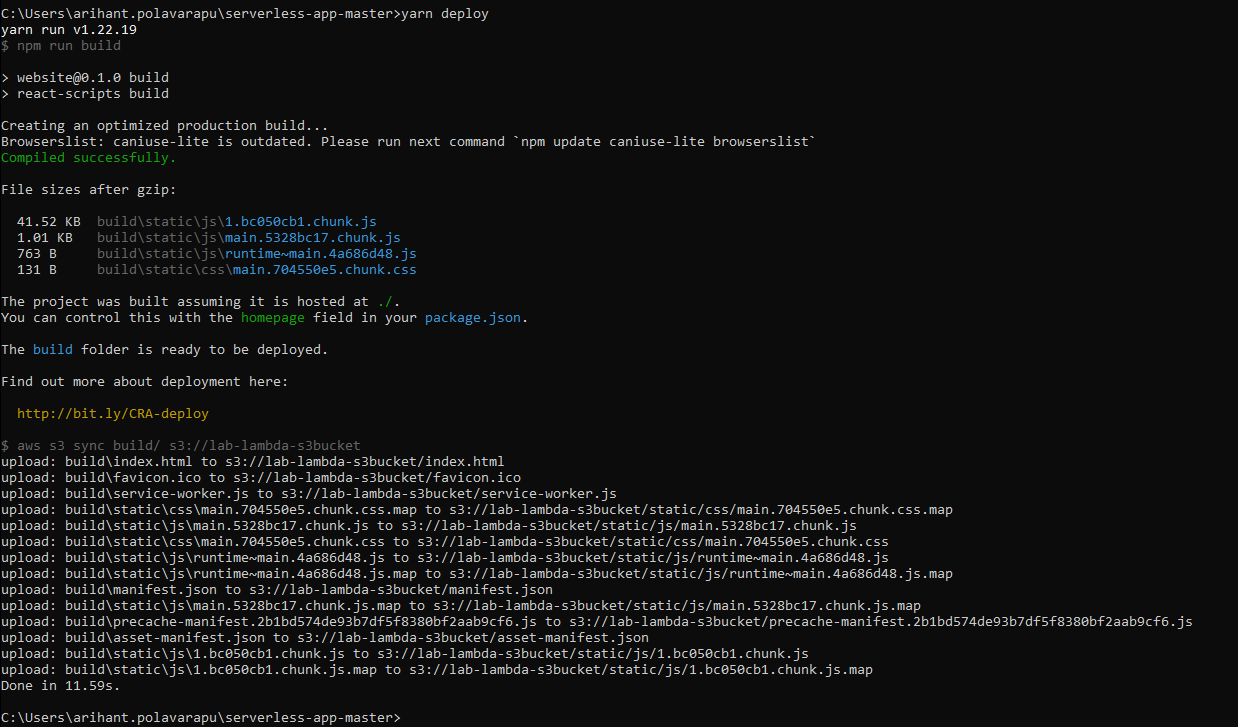 C:\Users\arihant.polavarapu\serverless-app-master>yarn deploy
yarn run v1.22.19
$ npm run build
> website@0.1.0 build
> react-scripts build
Creating an optimized production build...
Browserslist: caniuse-lite is outdated. Please run next command `npm update caniuse-lite browserslist`
Compiled successfully.
File sizes after gzip:
41.52 KB  build\static\js\1.bc050cb1.chunk.js
1.01 KB   build\static\js\main.5328bc17.chunk.js
763 B     build\static\js\runtime~main.4a686d48.js
131 B     build\static\css\main.704550e5.chunk.css
The project was built assuming it is hosted at ./.
You can control this with the homepage field in your package.json.
The build folder is ready to be deployed.
Find out more about deployment here:
http://bit.ly/CRA-deploy
$ aws s3 sync build/ s3://lab-lambda-s3bucket
upload: build\index.html to s3://lab-lambda-s3bucket/index.html
upload: build\favicon.ico to s3://lab-lambda-s3bucket/favicon.ico
upload: build\service-worker.js to s3://lab-lambda-s3bucket/service-worker.js
upload: build\static\css\main.704550e5.chunk.css.map to s3://lab-lambda-s3bucket/static/css/main.704550e5.chunk.css.map
upload: build\static\js\main.5328bc17.chunk.js to s3://lab-lambda-s3bucket/static/js/main.5328bc17.chunk.js
upload: build\static\css\main.704550e5.chunk.css to s3://lab-lambda-s3bucket/static/css/main.704550e5.chunk.css
upload: build\static\js\runtime~main.4a686d48.js to s3://lab-lambda-s3bucket/static/js/runtime~main.4a686d48.js
upload: build\static\js\runtime~main.4a686d48.js.map to s3://lab-lambda-s3bucket/static/js/runtime~main.4a686d48.js.map
upload: build\manifest.json to s3://lab-lambda-s3bucket/manifest.json
upload: build\static\js\main.5328bc17.chunk.js.map to s3://lab-lambda-s3bucket/static/js/main.5328bc17.chunk.js.map
upload: build\precache-manifest.2b1bd574de93b7df5f8380bf2aab9cf6.js to s3://lab-lambda-s3bucket/precache-manifest.2b1bd574de93b7df5f8380bf2aab9cf6.js
upload: build\asset-manifest.json to s3://lab-lambda-s3bucket/asset-manifest.json
upload: build\static\js\1.bc050cb1.chunk.js to s3://lab-lambda-s3bucket/static/js/1.bc050cb1.chunk.js
upload: build\static\js\1.bc050cb1.chunk.js.map to s3://lab-lambda-s3bucket/static/js/1.bc050cb1.chunk.js.map
Done in 11.59s.
C:\Users\arihant.polavarapu\serverless-app-master>